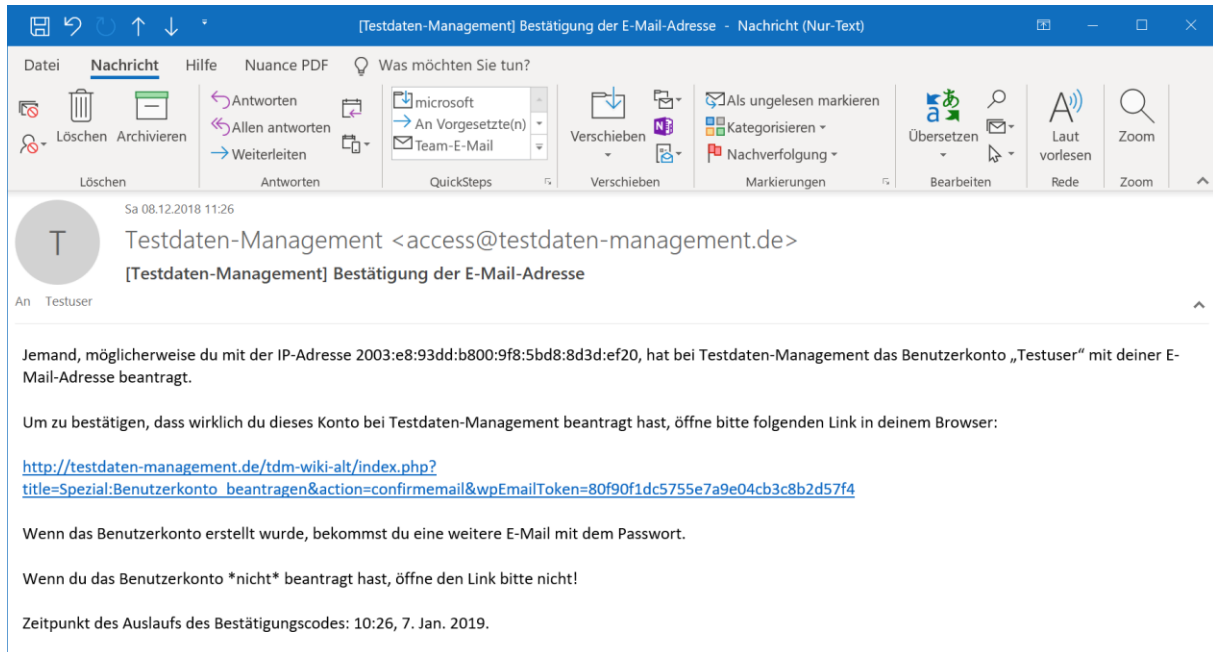 [Testdaten-Management] Bestätigung der E-Mail-Adresse - Nachricht (Nur-Text)
Datei Nachricht Hilfe Nuance PDF Was möchten Sie tun?
Löschen Archivieren
Antworten
Allen antworten
Weiterleiten
microsoft
An Vorgesetzte(n)
Team-E-Mail
Verschieben
Als ungelesen markieren
Kategorisieren
Nachverfolgung
Übersetzen
Laut
vorlesen
Zoom
Löschen Antworten QuickSteps Verschieben Markierungen Bearbeiten Rede Zoom
Sa 08.12.2018 11:26
T
Testdaten-Management <access@testdaten-management.de>
[Testdaten-Management] Bestätigung der E-Mail-Adresse
An Testuser
Jemand, möglicherweise du mit der IP-Adresse 2003:e8:93dd:b800:9f8:5bd8:8d3d:ef20, hat bei Testdaten-Management das Benutzerkonto „Testuser“ mit deiner E-
Mail-Adresse beantragt.
Um zu bestätigen, dass wirklich du dieses Konto bei Testdaten-Management beantragt hast, öffne bitte folgenden Link in deinem Browser:
http://testdaten-management.de/tdm-wiki-alt/index.php?
title=Spezial:Benutzerkonto_beantragen&action=confirmemail&wpEmailToken=80f90f1dc5755e7a9e04cb3c8b2d57f4
Wenn das Benutzerkonto erstellt wurde, bekommst du eine weitere E-Mail mit dem Passwort.
Wenn du das Benutzerkonto *nicht* beantragt hast, öffne den Link bitte nicht!
Zeitpunkt des Auslaufs des Bestätigungscodes: 10:26, 7. Jan. 2019.